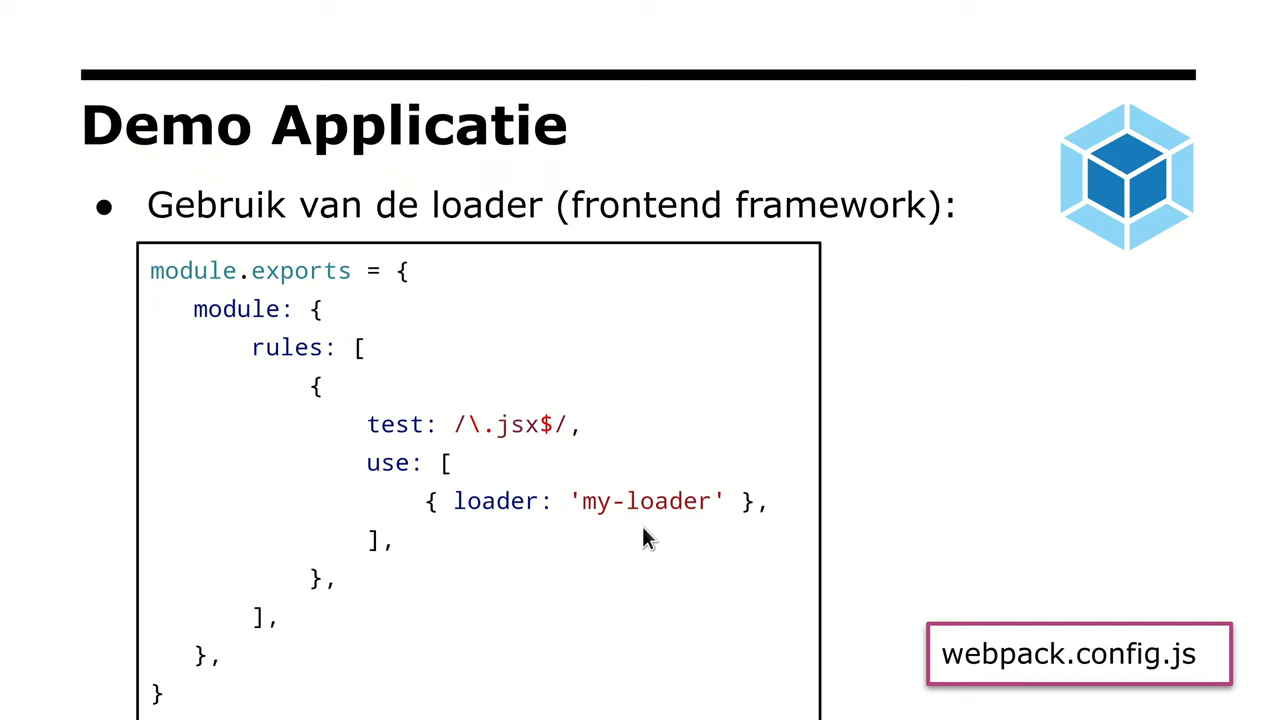 Demo Applicatie
● Gebruik van de loader (frontend framework):
module.exports = {
module: {
rules: [
{
test: /\.jsx$/,
use: [
{ loader: 'my-loader' },
],
},
],
},
}
webpack.config.js